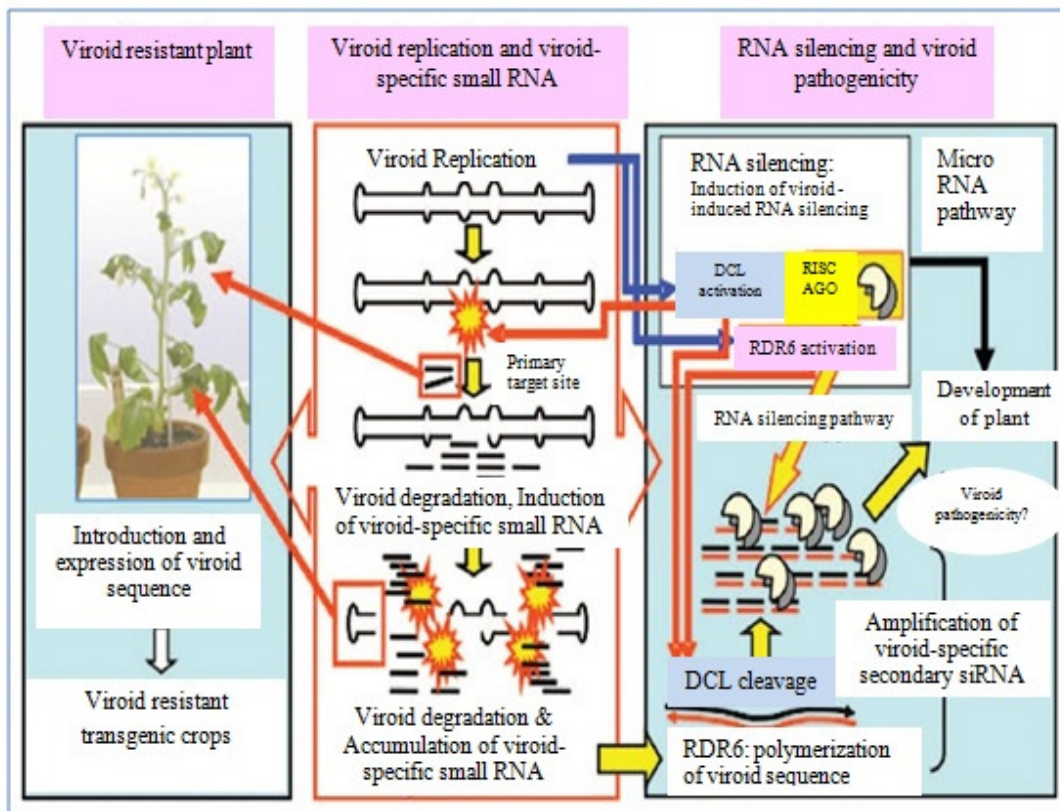 Viroid resistant plant
Viroid replication and viroid-
specific small RNA
RNA silencing and viroid
pathogenicity
Introduction and
expression of viroid
sequence
Viroid resistant
transgenic crops
Viroid Replication
Primary
target site
Viroid degradation, Induction
of viroid-specific small RNA
Viroid degradation &
Accumulation of viroid-
specific small RNA
RNA silencing:
Induction of viroid-
induced RNA silencing
DCL
activation
RISC
AGO
RDR6 activation
Micro
RNA
pathway
RNA silencing pathway
Development
of plant
Viroid
pathogenicity?
Amplification of
viroid-specific
secondary siRNA
DCL cleavage
RDR6: polymerization
of viroid sequence